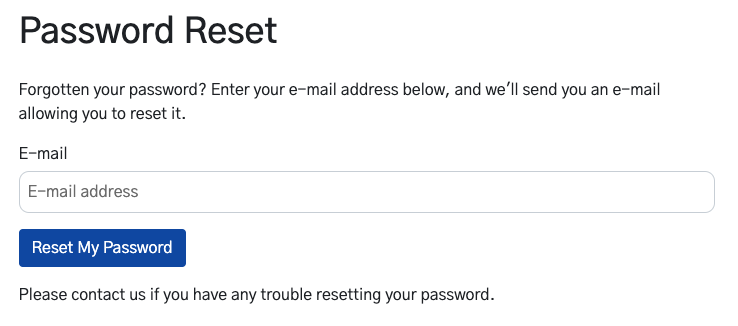 Password Reset
Forgotten your password? Enter your e-mail address below, and we'll send you an e-mail
allowing you to reset it.
E-mail
E-mail address
Reset My Password
Please contact us if you have any trouble resetting your password.